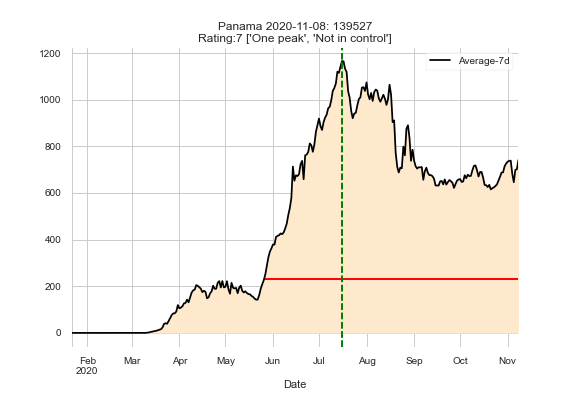 Panama 2020-11-08: 139527
Rating:7 ['One peak', 'Not in control']
Average-7d
1200
1000
800
600
400
200
0
Feb Mar Apr May Jun Jul Aug Sep Oct Nov
2020
Date